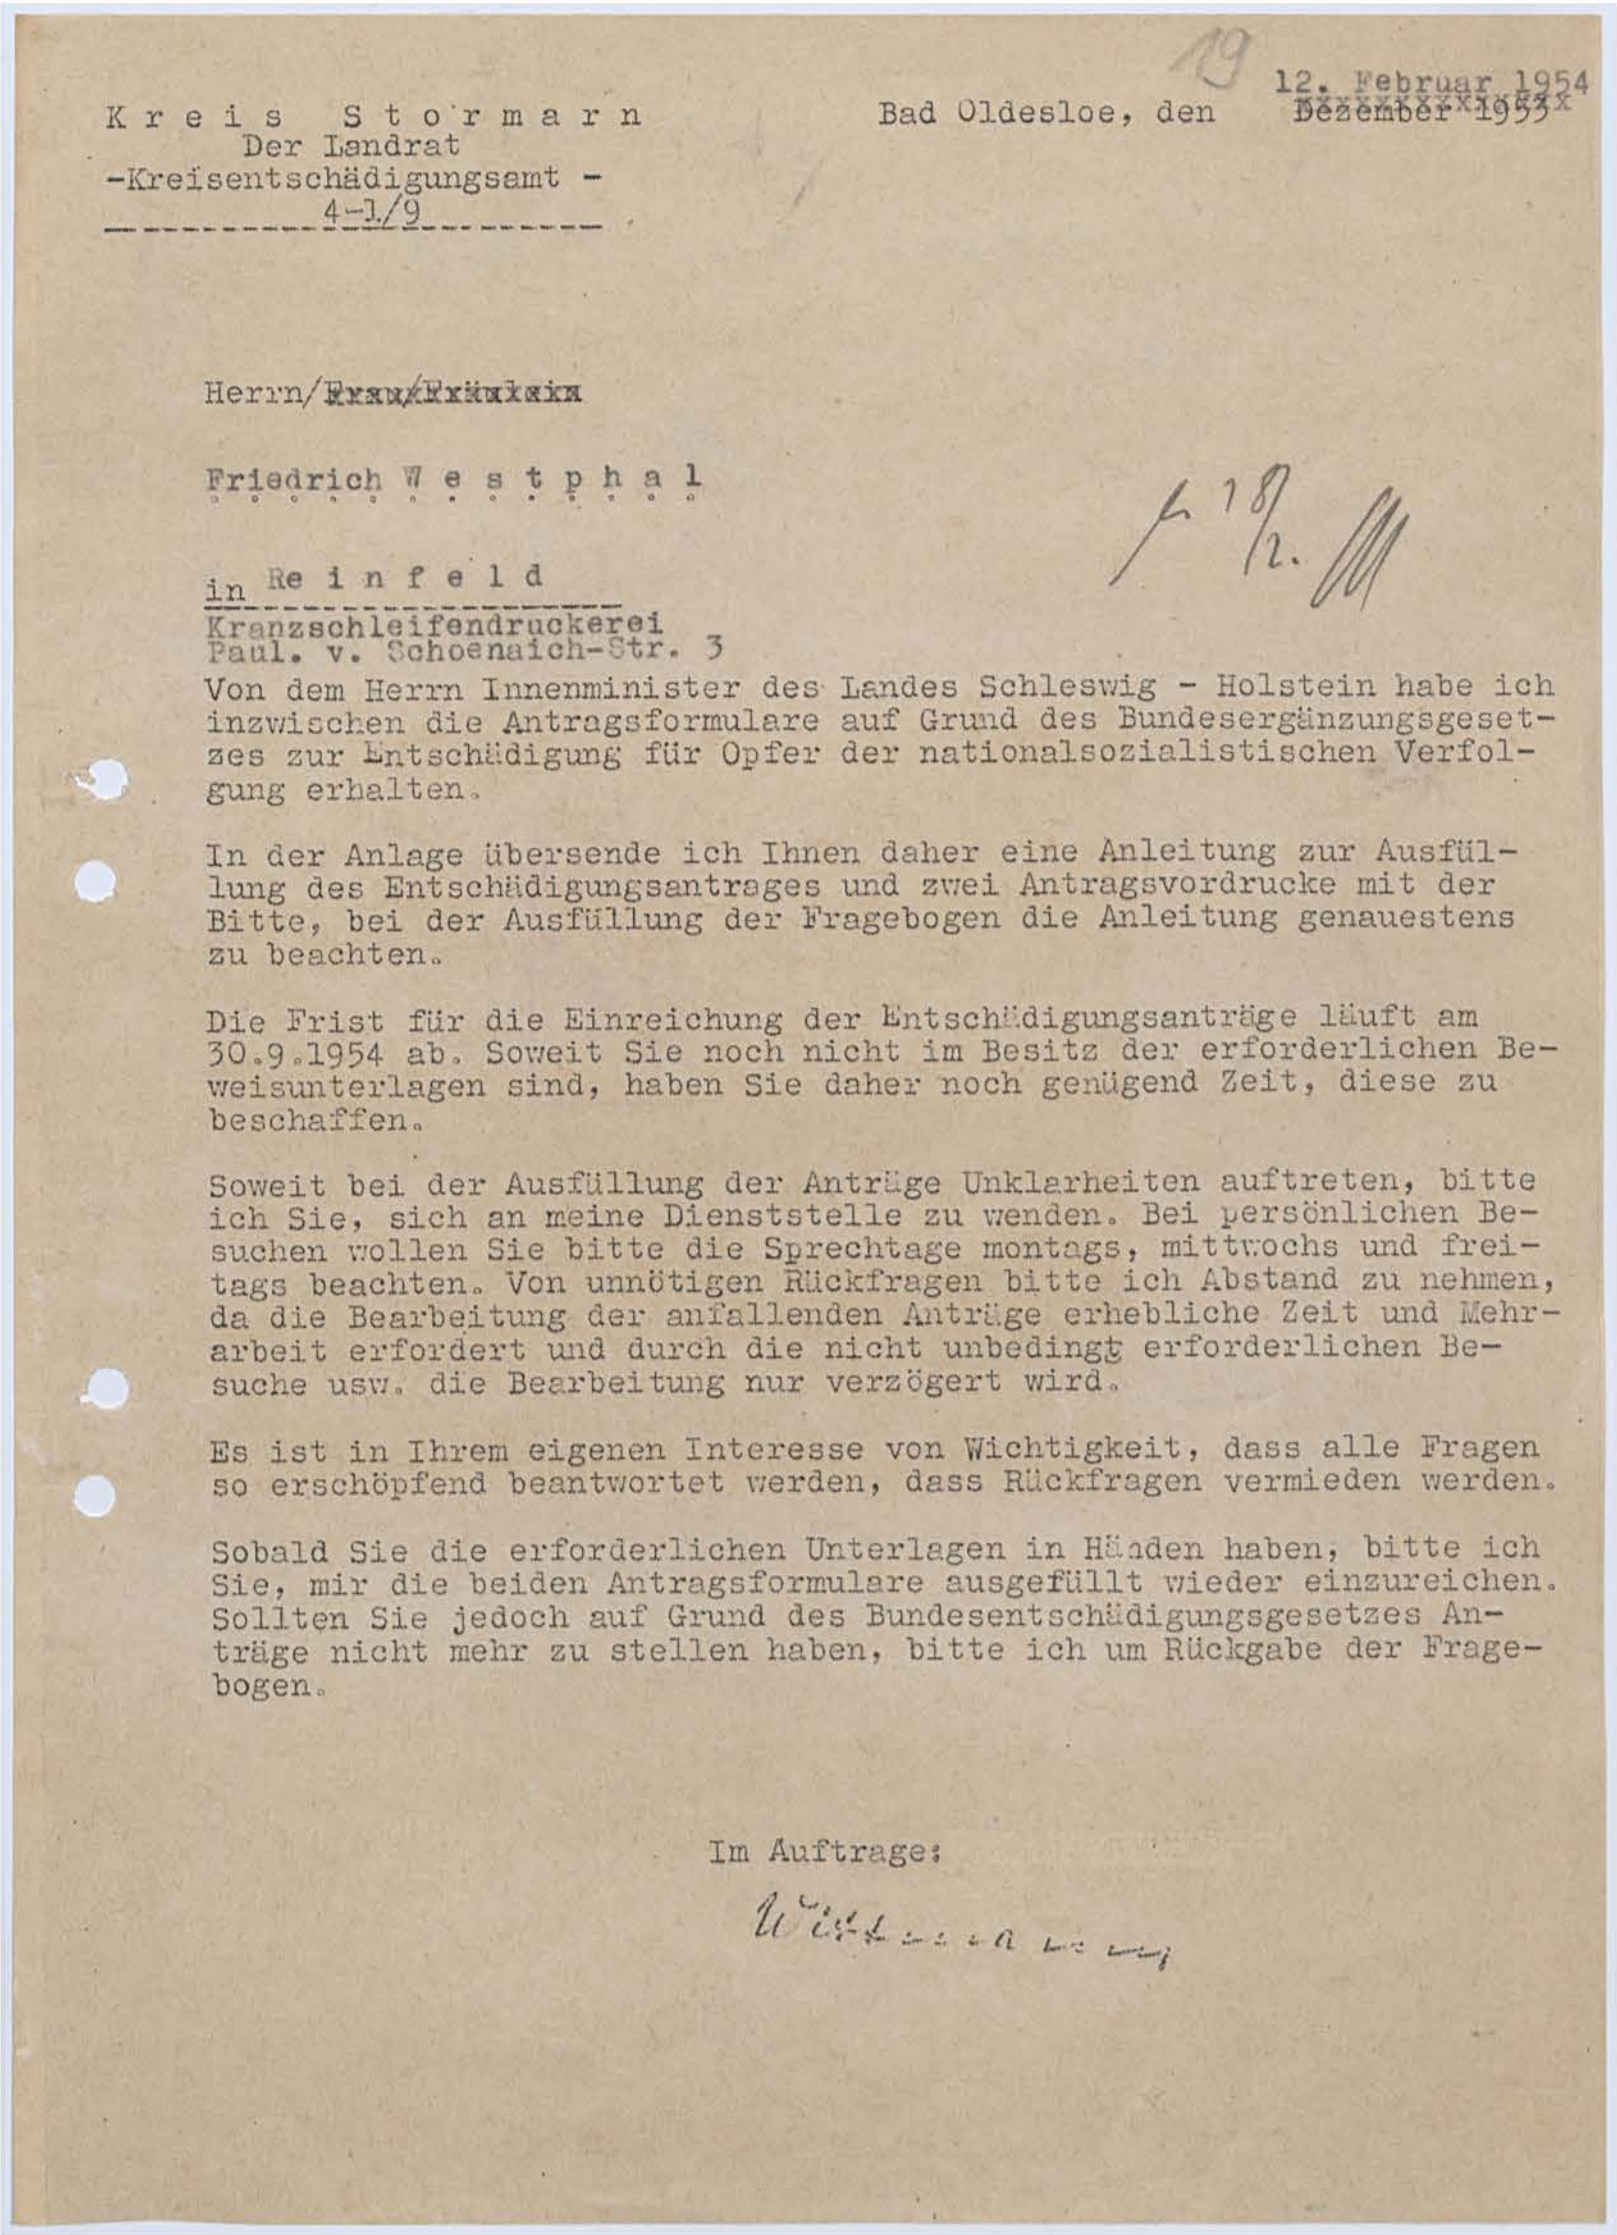 19
12. Februar 1954
Kreis Stormarn
Bad Oldesloe, den Dezember 1953
Der Landrat
-Kreisentschädigungsamt -
4-1/9
Herrn/Frau/Fräulein
Friedrich Westphal
in Reinfeld
Kranzschleifendruckerei
Paul. v. Schoenaich-Str. 3
18/2.
Von dem Herrn Innenminister des Landes Schleswig - Holstein habe ich
inzwischen die Antragsformulare auf Grund des Bundesergänzungsgeset-
zes zur Entschädigung für Opfer der nationalsozialistischen Verfol-
gung erhalten.
In der Anlage übersende ich Ihnen daher eine Anleitung zur Ausfül-
lung des Entschädigungsantrages und zwei Antragsvordrucke mit der
Bitte, bei der Ausfüllung der Fragebogen die Anleitung genauestens
zu beachten.
Die Frist für die Einreichung der Entschädigungsanträge läuft am
30.9.1954 ab. Soweit Sie noch nicht im Besitz der erforderlichen Be-
weisunterlagen sind, haben Sie daher noch genügend Zeit, diese zu
beschaffen.
Soweit bei der Ausfüllung der Anträge Unklarheiten auftreten, bitte
ich Sie, sich an meine Dienststelle zu wenden. Bei persönlichen Be-
suchen wollen Sie bitte die Sprechtage montags, mittwochs und frei-
tags beachten. Von unnötigen Rückfragen bitte ich Abstand zu nehmen,
da die Bearbeitung der anfallenden Anträge erhebliche Zeit und Mehr-
arbeit erfordert und durch die nicht unbedingt erforderlichen Be-
suche usw. die Bearbeitung nur verzögert wird.
Es ist in Ihrem eigenen Interesse von Wichtigkeit, dass alle Fragen
so erschöpfend beantwortet werden, dass Rückfragen vermieden werden.
Sobald Sie die erforderlichen Unterlagen in Händen haben, bitte ich
Sie, mir die beiden Antragsformulare ausgefüllt wieder einzureichen.
Sollten Sie jedoch auf Grund des Bundesentschädigungsgesetzes An-
träge nicht mehr zu stellen haben, bitte ich um Rückgabe der Frage-
bogen.
Im Auftrage: